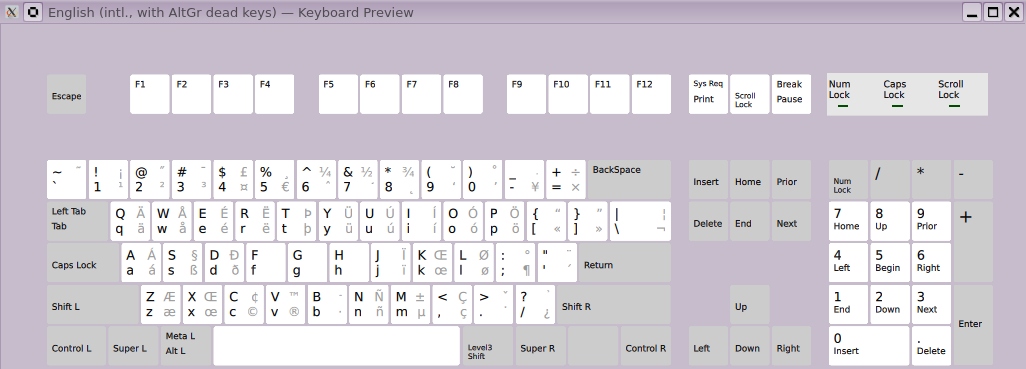 English (intl., with AltGr dead keys) — Keyboard Preview
Escape F1 F2 F3 F4 F5 F6 F7 F8 F9 F10 F11 F12 Sys Req Print Scroll Lock Break Pause Num Lock Caps Lock Scroll Lock
~ ! @ # $ £ % ^ ¼ & ½ * ¾ ( ) _ + ÷ BackSpace Insert Home Prior Num Lock / * -
` 1 ¹ 2 ² 3 ³ 4 ¤ 5 € 6 7 8 9 0 - ¥ = ×
Left Tab Q Ä W Å E É R Ë T Þ Y Ü U Ú I Í O Ó P Ö { “ } ” | ¦ Delete End Next 7 8 9 +
Tab q ä w å e é r ë t þ y ü u ú i í o ó p ö [ « ] » \ ¬ Home Up Prior
Caps Lock A Á S § D Ð F G H J Ï K Œ L Ø : ° " Return 4 5 6
a á s ß d ð f g h j ï k œ l ø ; ¶ ' Left Begin Right
Shift L Z Æ X Œ C ¢ V ™ B N Ñ M ± < Ç > ? Shift R Up 1 2 3 Enter
z æ x œ c © v ® b n ñ m µ , ç . / ¿ End Down Next
Control L Super L Meta L Alt L Level3 Shift Super R Control R Left Down Right 0 Insert . Delete